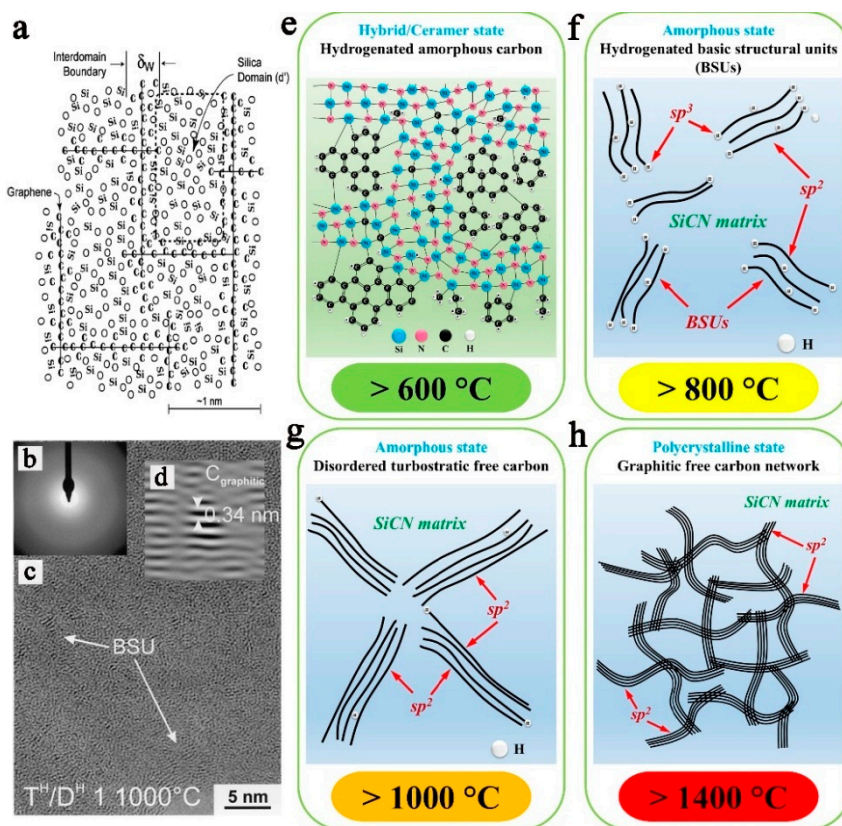 a
Interdomain
Boundary
δW
Silica
Domain (d')
Graphene
~1 nm
b
d
Cgraphitic
0.34 nm
c
BSU
T^H/D^H 1 1000°C
5 nm
e
Hybrid/Ceramer state
Hydrogenated amorphous carbon
Si N C H
> 600 °C
f
Amorphous state
Hydrogenated basic structural units
(BSUs)
sp³
sp²
SiCN matrix
BSUs
H
> 800 °C
g
Amorphous state
Disordered turbostratic free carbon
SiCN matrix
sp²
sp²
H
> 1000 °C
h
Polycrystalline state
Graphitic free carbon network
SiCN matrix
sp²
sp²
> 1400 °C